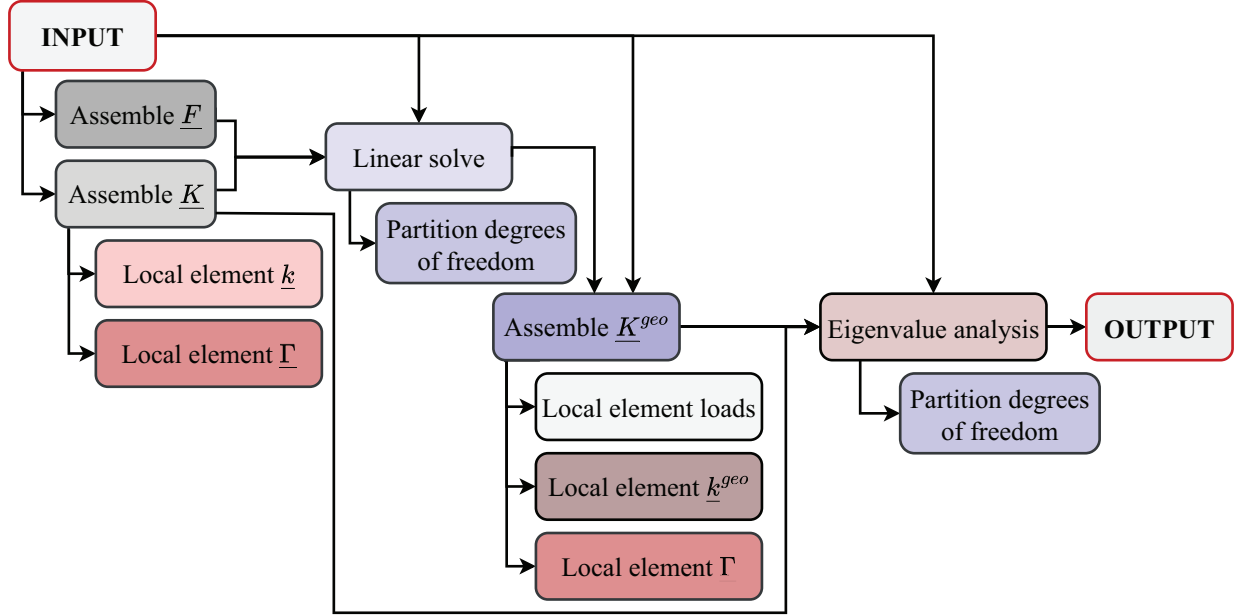 INPUT
Assemble F
Linear solve
Assemble K
Partition degrees
of freedom
Local element k
Local element Γ
Assemble K^geo
Eigenvalue analysis
OUTPUT
Local element loads
Partition degrees
of freedom
Local element k^geo
Local element Γ